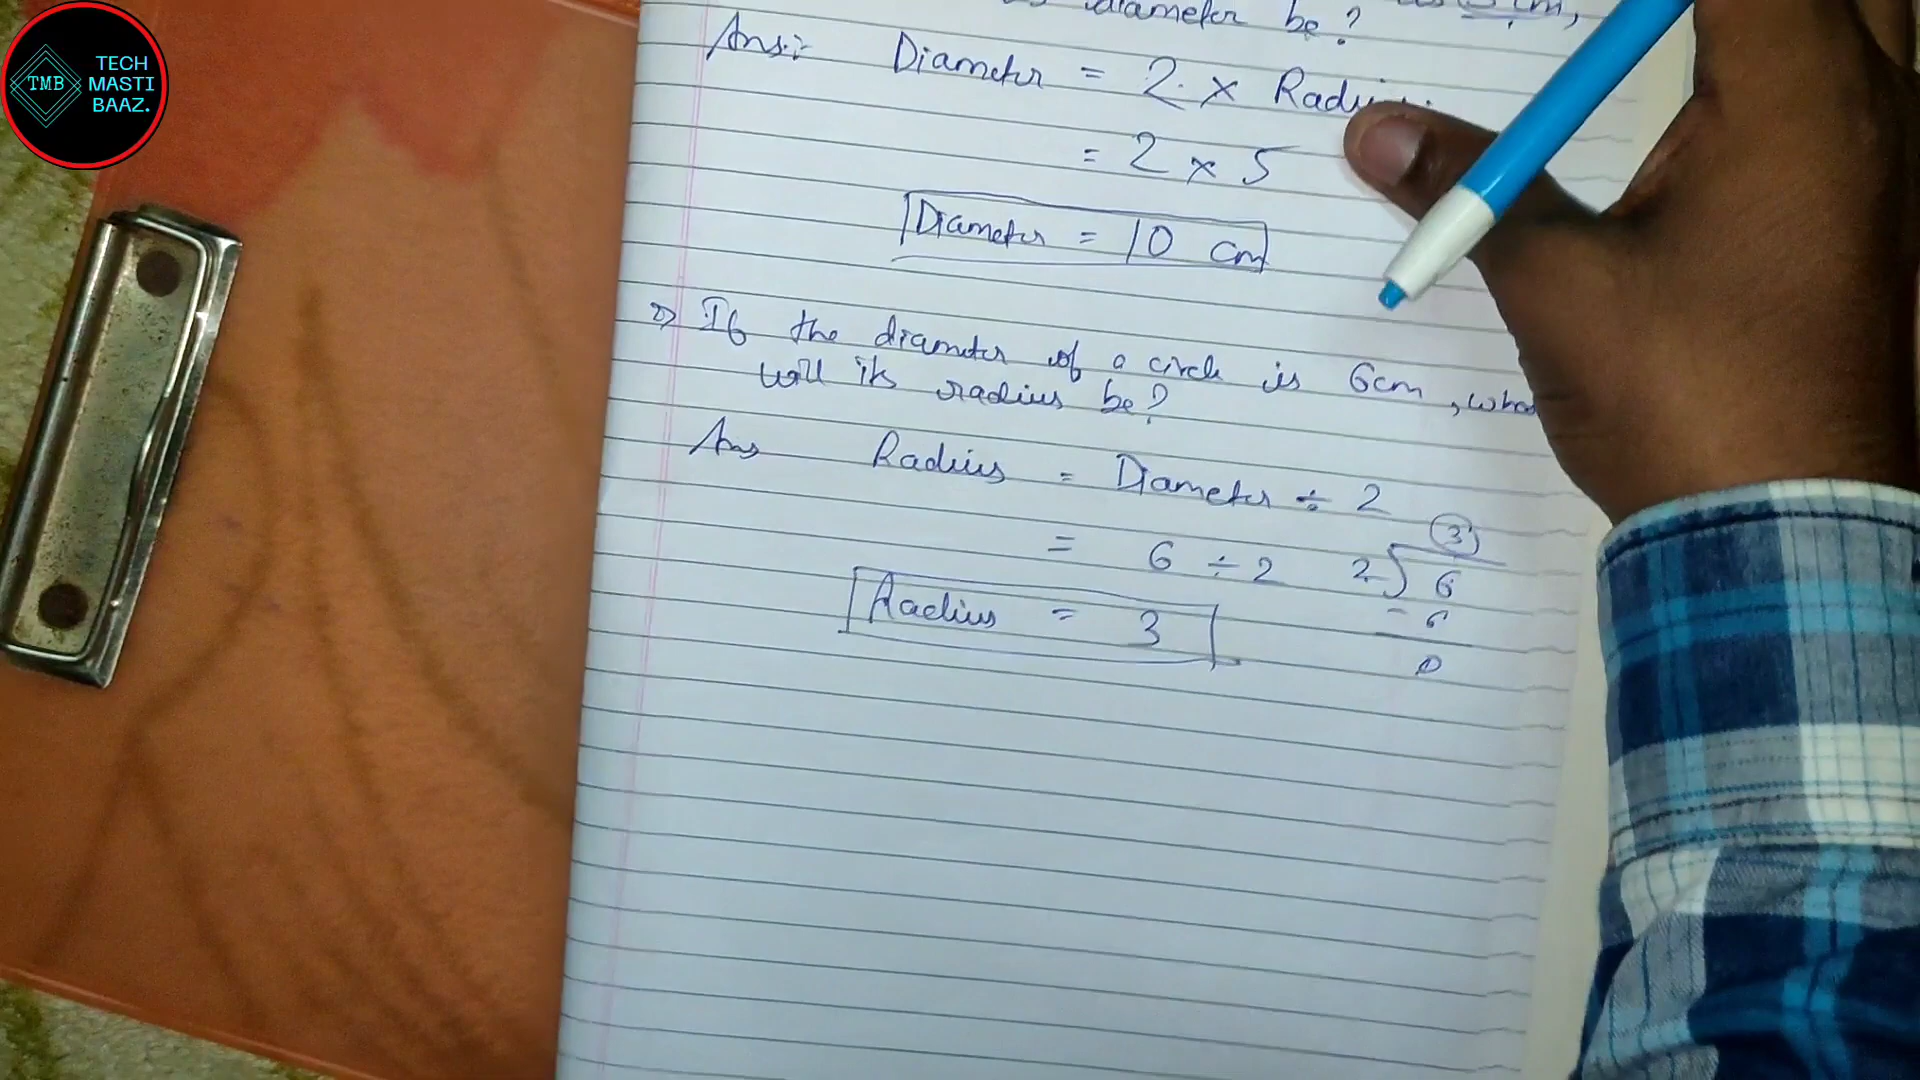 TMB
TECH
MASTI
BAAZ.
diameter be?
cm,
Ans:- Diameter = 2 × Radius
= 2 × 5
Diameter = 10 cm
2) If the diameter of a circle is 6cm, what
will its radius be?
Ans Radius = Diameter ÷ 2
= 6 ÷ 2
Radius = 3
3
2 6
- 6
0